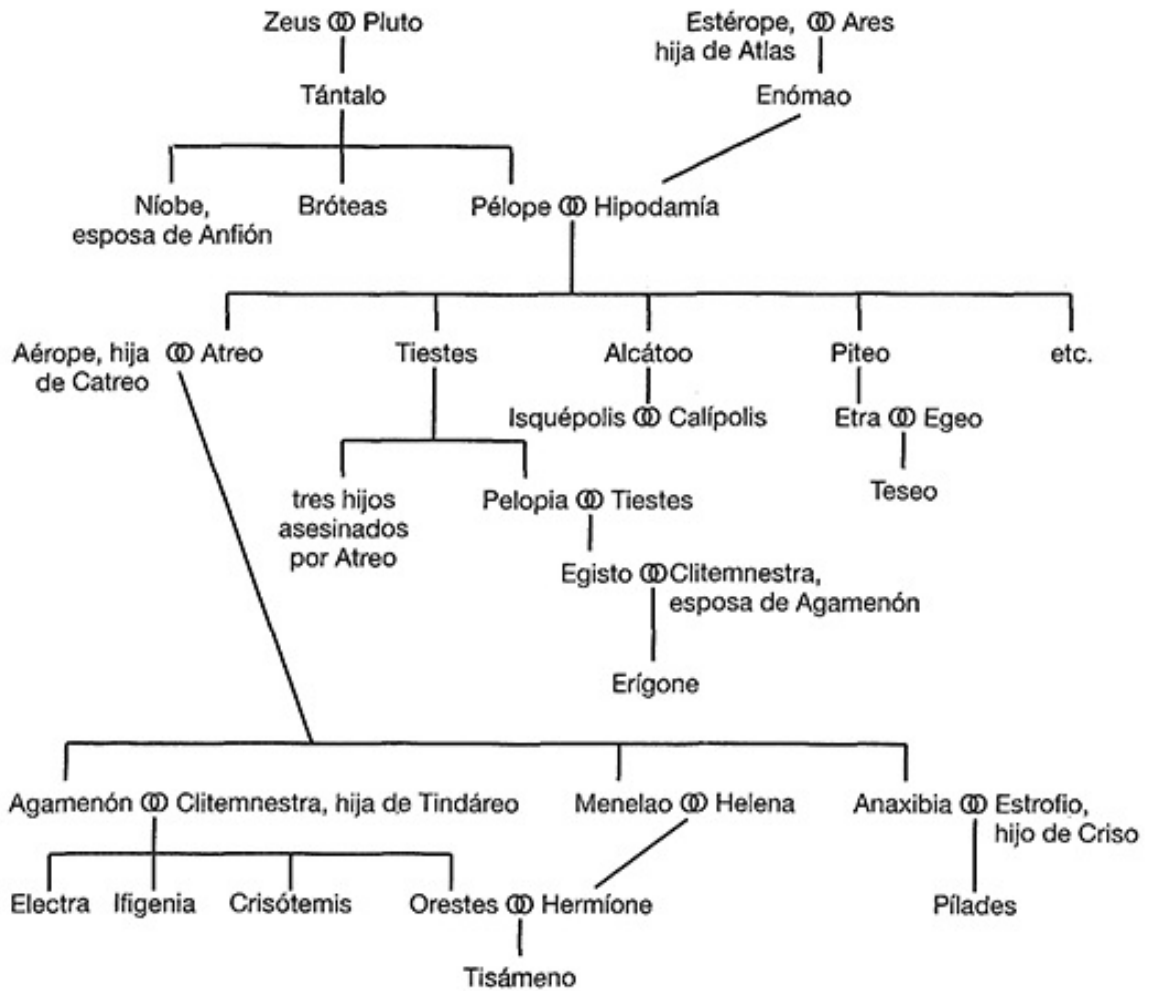 Zeus Pluto
Estérope, Ares
hija de Atlas
Tántalo
Enómao
Níobe,
esposa de Anfión
Bróteas
Pélope Hipodamía
Aérope, hija
de Catreo
Atreo
Tiestes
Alcátoo
Piteo
etc.
Isquépolis Calípolis
Etra Egeo
Teseo
tres hijos
asesinados
por Atreo
Pelopia Tiestes
Egisto Clitemnestra,
esposa de Agamenón
Erígone
Agamenón Clitemnestra, hija de Tindáreo
Menelao Helena
Anaxibia Estrofio,
hijo de Criso
Electra
Ifigenia
Crisótemis
Orestes Hermíone
Pílades
Tisámeno